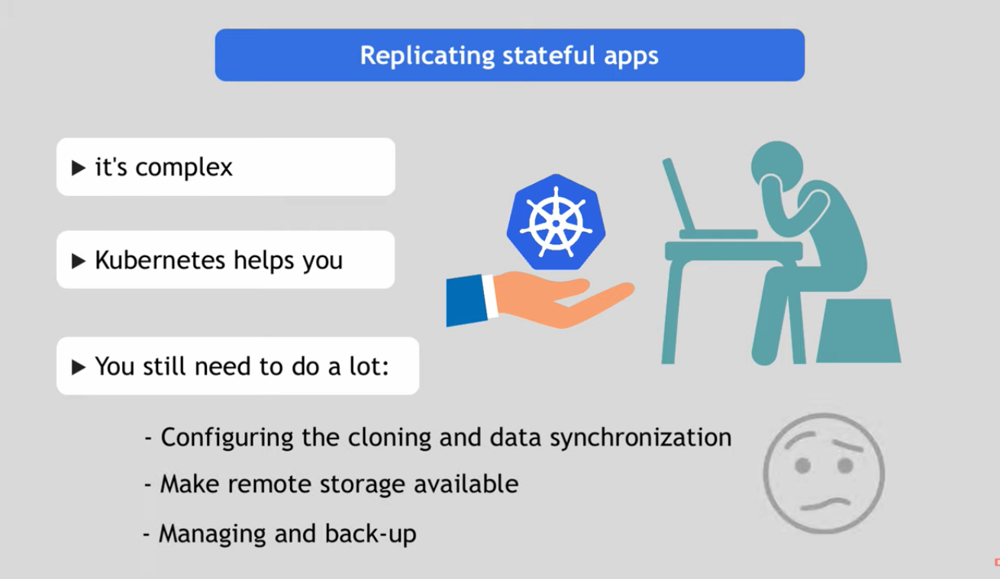 Replicating stateful apps
▶ it's complex
▶ Kubernetes helps you
▶ You still need to do a lot:
- Configuring the cloning and data synchronization
- Make remote storage available
- Managing and back-up